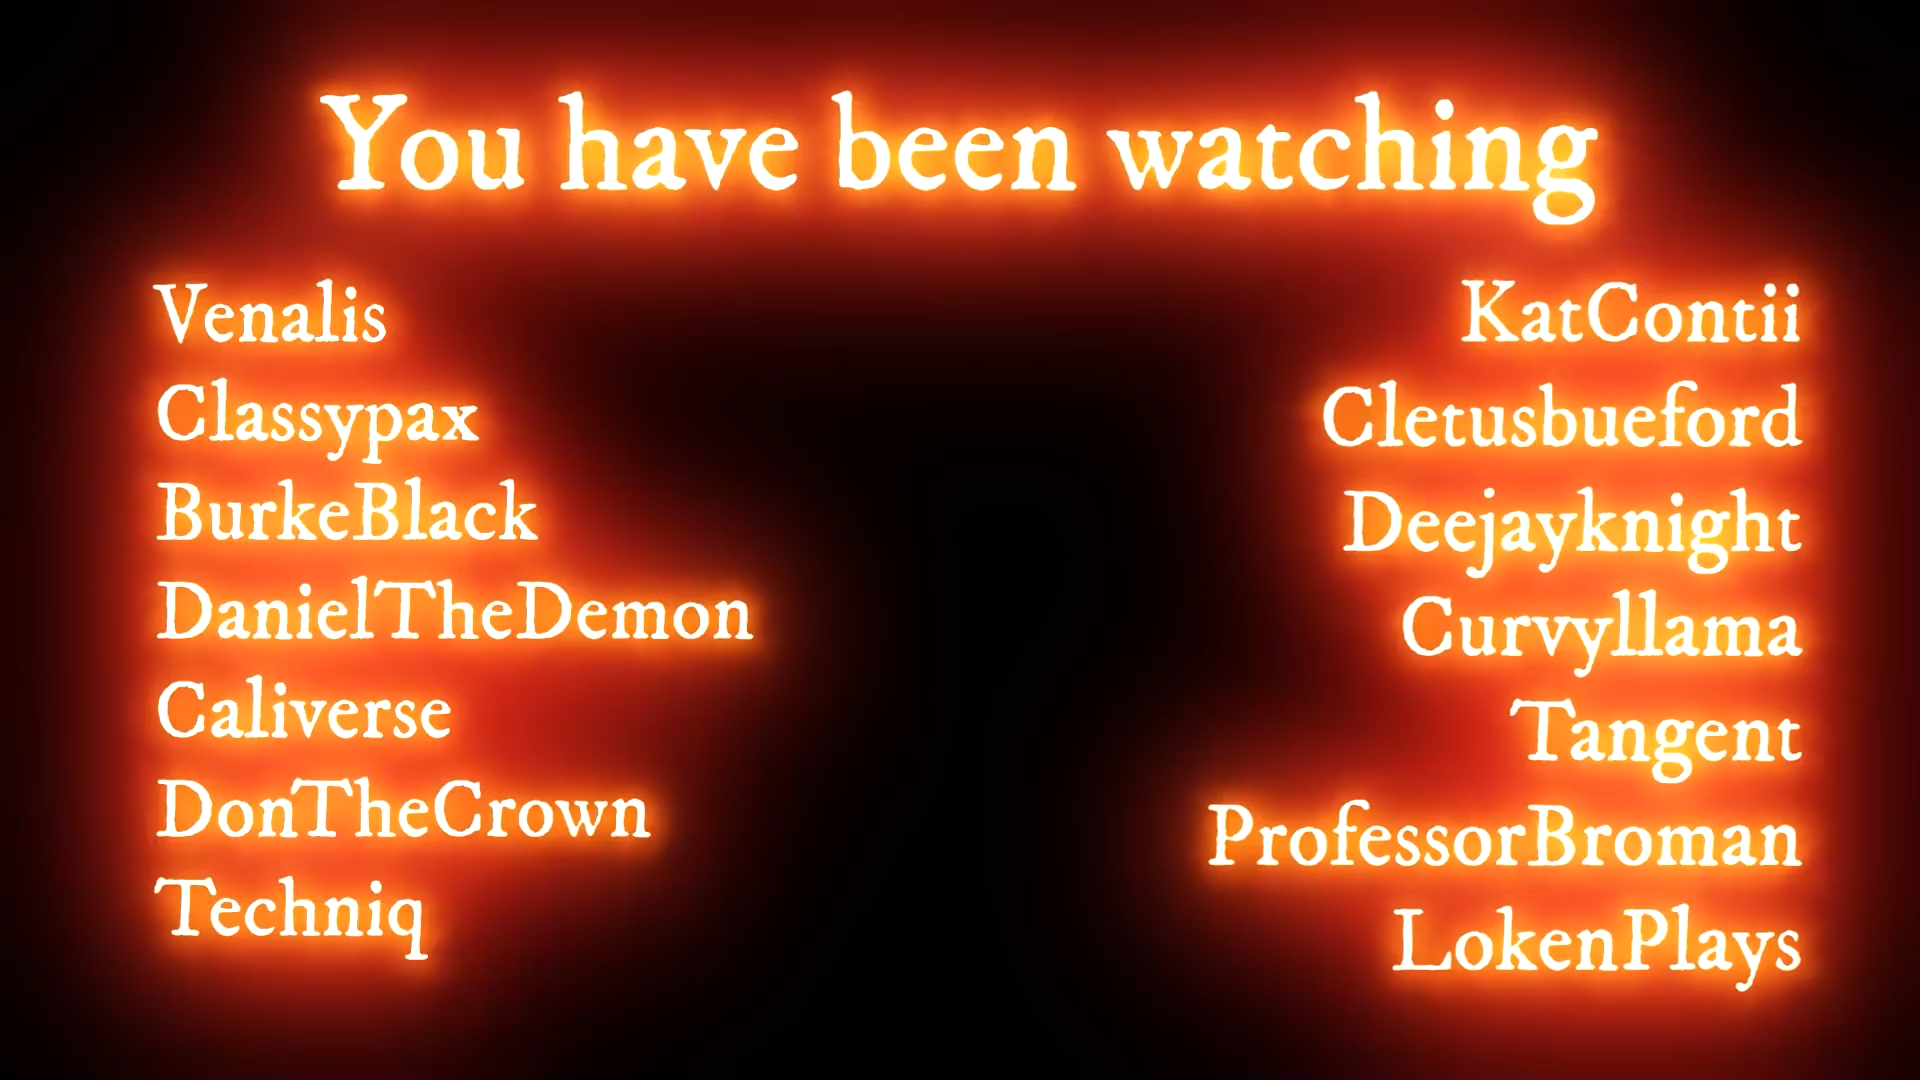 You have been watching
Venalis
Classypax
BurkeBlack
DanielTheDemon
Caliverse
DonTheCrown
Techniq
KatContii
Cletusbueford
Deejayknight
Curvyllama
Tangent
ProfessorBroman
LokenPlays